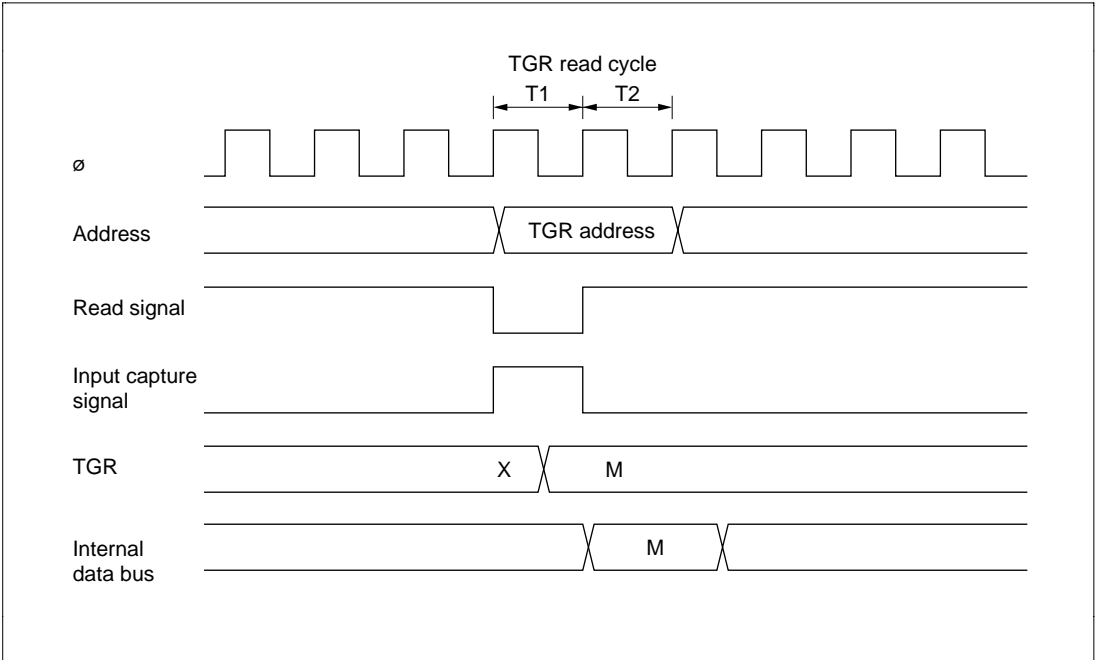 TGR read cycle
T1 T2
ø
Address
TGR address
Read signal
Input capture
signal
TGR
X M
Internal
data bus
M